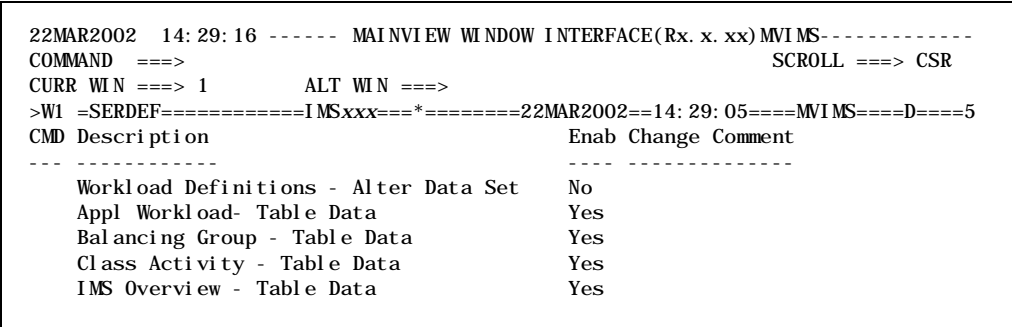 22MAR2002  14:29:16 ------ MAINVIEW WINDOW INTERFACE(Rx.x.xx)MVIMS-------------
COMMAND  ===>                                                 SCROLL ===> CSR
CURR WIN ===> 1        ALT WIN ===>
>W1 =SERDEF============IMSxxx===*========22MAR2002==14:29:05====MVIMS====D====5
CMD Description                              Enab Change Comment
--- ------------                             ---- --------------
    Workload Definitions - Alter Data Set    No
    Appl Workload- Table Data                Yes
    Balancing Group - Table Data             Yes
    Class Activity - Table Data              Yes
    IMS Overview - Table Data                Yes